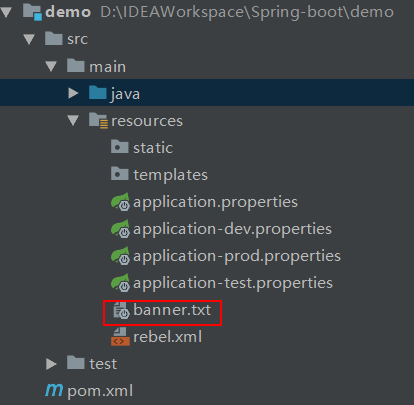 demo D:\IDEAWorkspace\Spring-boot\demo
src
main
java
resources
static
templates
application.properties
application-dev.properties
application-prod.properties
application-test.properties
banner.txt
rebel.xml
test
pom.xml